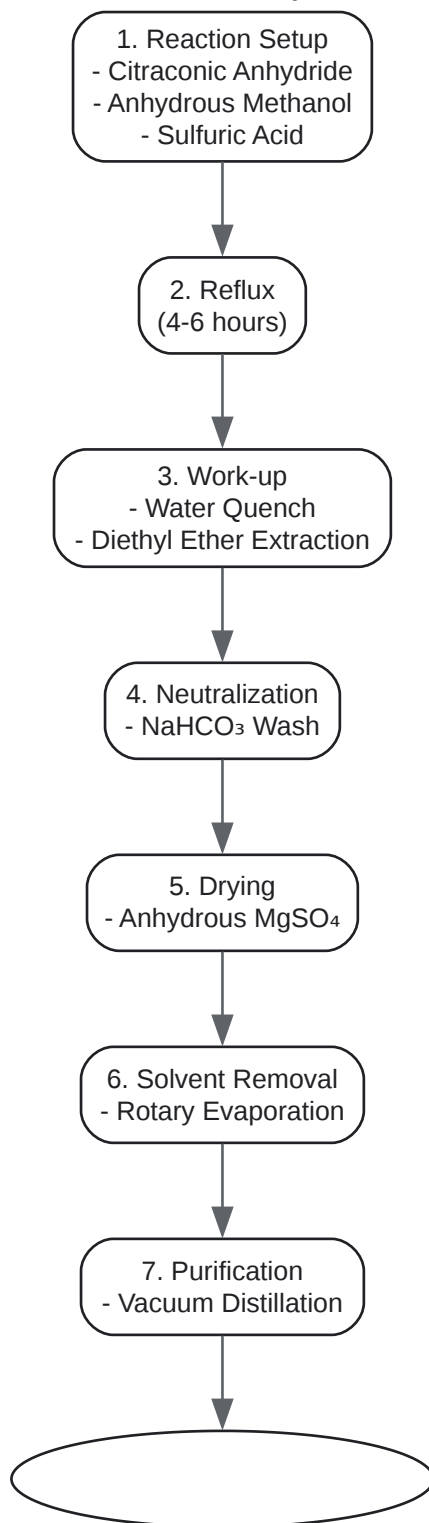 1. Reaction Setup
- Citraconic Anhydride
- Anhydrous Methanol
- Sulfuric Acid
2. Reflux
(4-6 hours)
3. Work-up
- Water Quench
- Diethyl Ether Extraction
4. Neutralization
- NaHCO₃ Wash
5. Drying
- Anhydrous MgSO₄
6. Solvent Removal
- Rotary Evaporation
7. Purification
- Vacuum Distillation